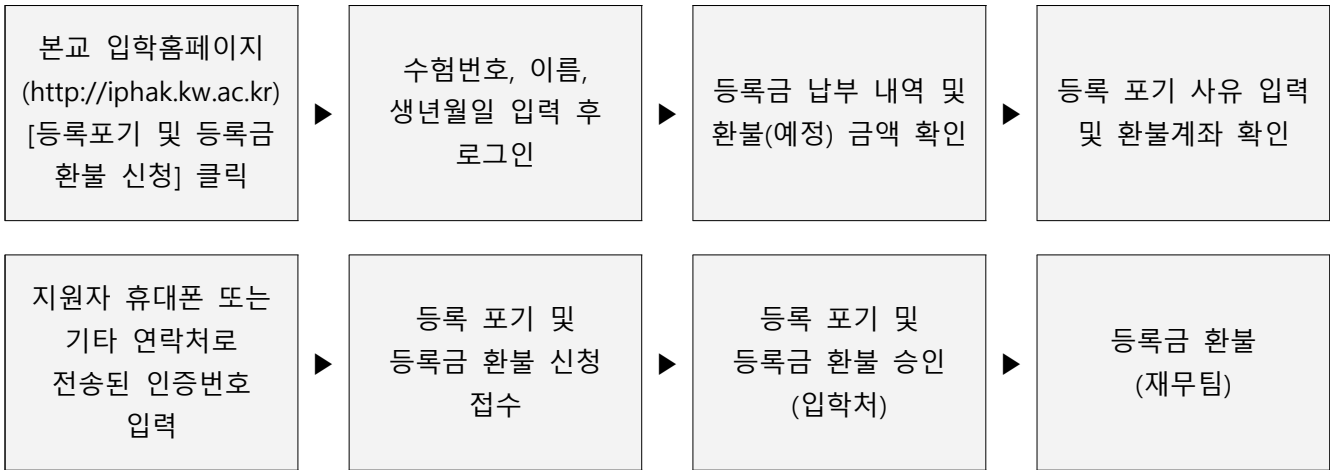 본교 입학홈페이지
(http://iphak.kw.ac.kr)
[등록포기 및 등록금
환불 신청] 클릭
▶
수험번호, 이름,
생년월일 입력 후
로그인
▶
등록금 납부 내역 및
환불(예정) 금액 확인
▶
등록 포기 사유 입력
및 환불계좌 확인
지원자 휴대폰 또는
기타 연락처로
전송된 인증번호
입력
▶
등록 포기 및
등록금 환불 신청
접수
▶
등록 포기 및
등록금 환불 승인
(입학처)
▶
등록금 환불
(재무팀)